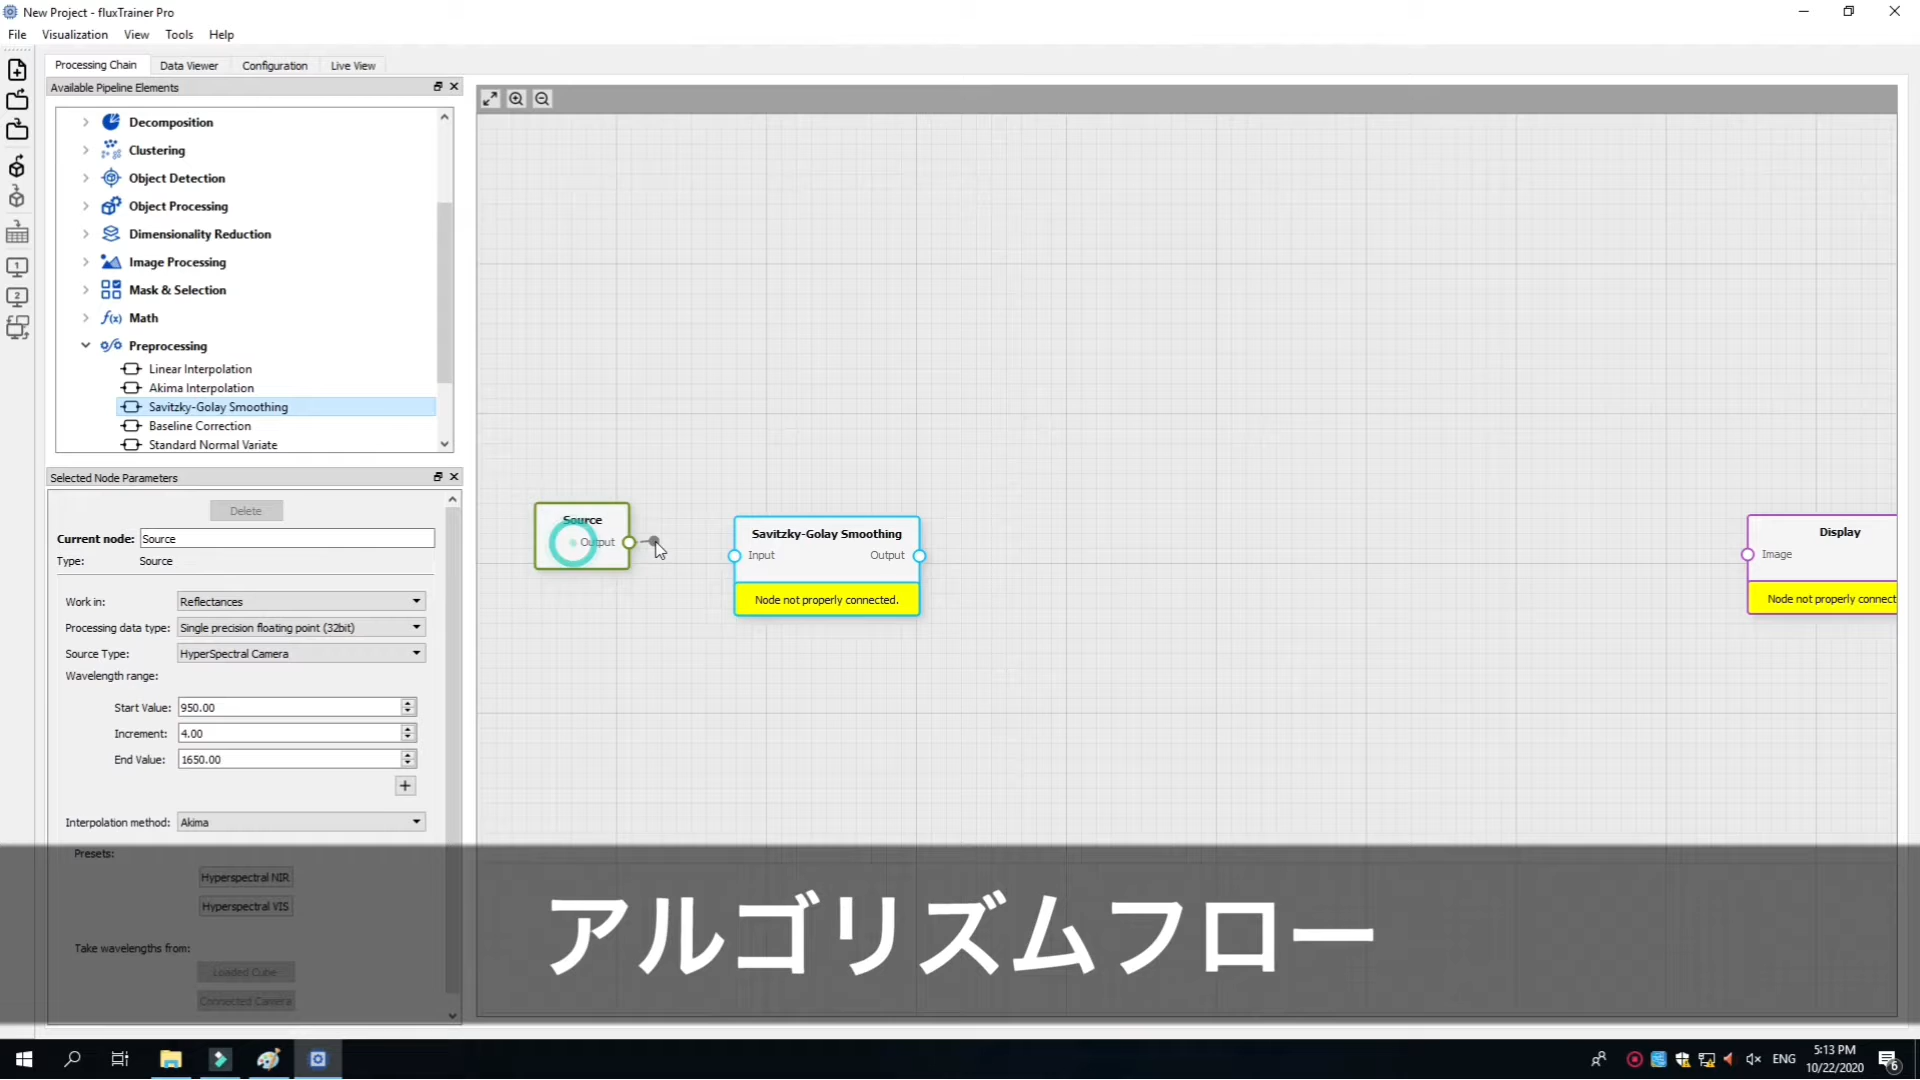 New Project - fluxTrainer Pro
File Visualization View Tools Help
Processing Chain Data Viewer Configuration Live View
Available Pipeline Elements
Decomposition
Clustering
Object Detection
Object Processing
Dimensionality Reduction
Image Processing
Mask & Selection
f(x) Math
Preprocessing
Linear Interpolation
Akima Interpolation
Savitzky-Golay Smoothing
Baseline Correction
Standard Normal Variate
Selected Node Parameters
Delete
Current node: Source
Type: Source
Work in: Reflectances
Processing data type: Single precision floating point (32bit)
Source Type: HyperSpectral Camera
Wavelength range:
Start Value: 950.00
Increment: 4.00
End Value: 1650.00
Interpolation method: Akima
Presets:
Hyperspectral NIR
Hyperspectral VIS
Take wavelengths from:
Loaded Cube
Connected Camera
Source
Output
Savitzky-Golay Smoothing
Input Output
Node not properly connected.
Display
Image
Node not properly connect
アルゴリズムフロー
ENG
5:13 PM
10/22/2020
6